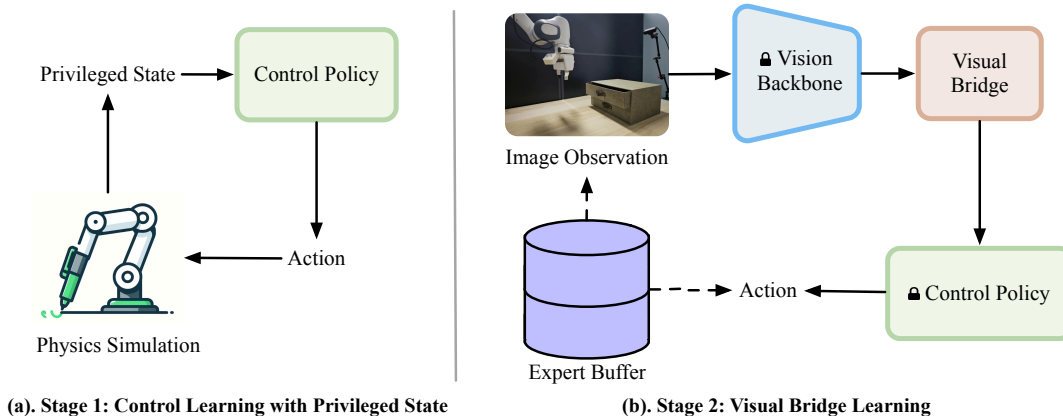 Privileged State
Control Policy
Action
Physics Simulation
(a). Stage 1: Control Learning with Privileged State
Image Observation
Vision
Backbone
Visual
Bridge
Control Policy
Action
Expert Buffer
(b). Stage 2: Visual Bridge Learning